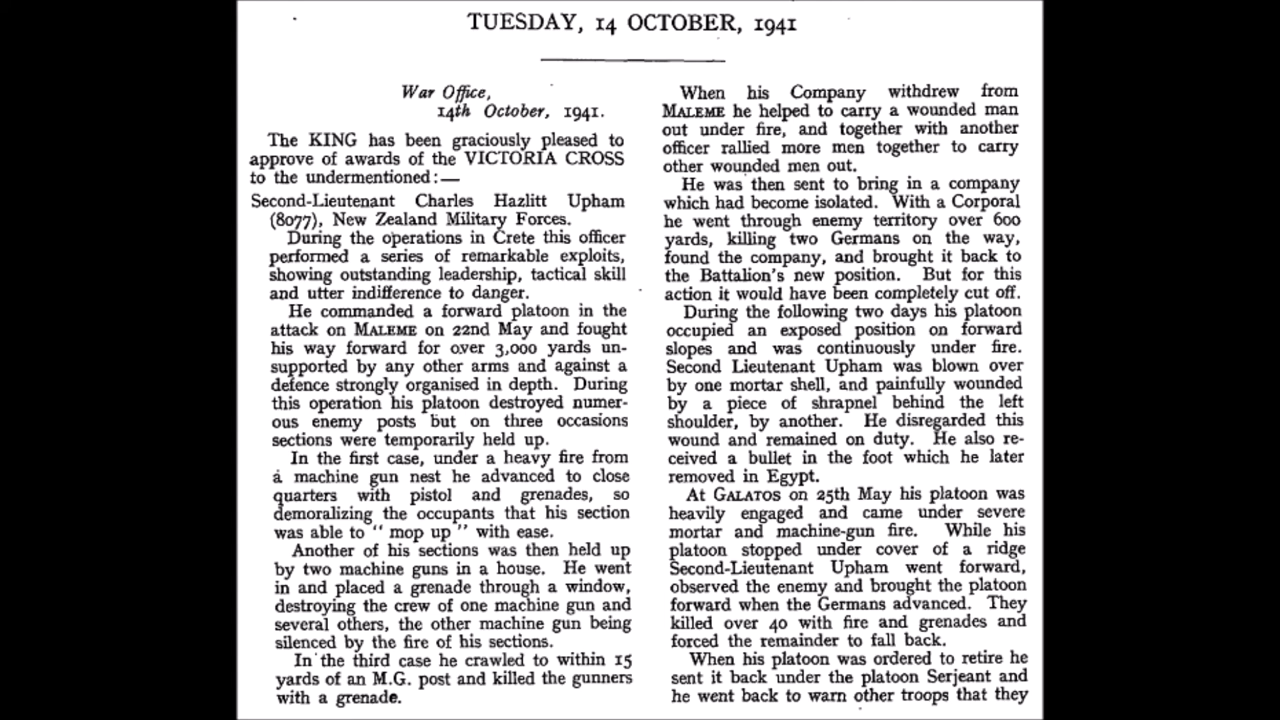 TUESDAY, 14 OCTOBER, 1941
War Office,
14th October, 1941.
The KING has been graciously pleased to
approve of awards of the VICTORIA CROSS
to the undermentioned:—
Second-Lieutenant Charles Hazlitt Upham
(8077), New Zealand Military Forces.
During the operations in Crete this officer
performed a series of remarkable exploits,
showing outstanding leadership, tactical skill
and utter indifference to danger.
He commanded a forward platoon in the
attack on MALEME on 22nd May and fought
his way forward for over 3,000 yards un-
supported by any other arms and against a
defence strongly organised in depth. During
this operation his platoon destroyed numer-
ous enemy posts but on three occasions
sections were temporarily held up.
In the first case, under a heavy fire from
a machine gun nest he advanced to close
quarters with pistol and grenades, so
demoralizing the occupants that his section
was able to “ mop up ” with ease.
Another of his sections was then held up
by two machine guns in a house. He went
in and placed a grenade through a window,
destroying the crew of one machine gun and
several others, the other machine gun being
silenced by the fire of his sections.
In the third case he crawled to within 15
yards of an M.G. post and killed the gunners
with a grenade.
When his Company withdrew from
MALEME he helped to carry a wounded man
out under fire, and together with another
officer rallied more men together to carry
other wounded men out.
He was then sent to bring in a company
which had become isolated. With a Corporal
he went through enemy territory over 600
yards, killing two Germans on the way,
found the company, and brought it back to
the Battalion's new position. But for this
action it would have been completely cut off.
During the following two days his platoon
occupied an exposed position on forward
slopes and was continuously under fire.
Second Lieutenant Upham was blown over
by one mortar shell, and painfully wounded
by a piece of shrapnel behind the left
shoulder, by another. He disregarded this
wound and remained on duty. He also re-
ceived a bullet in the foot which he later
removed in Egypt.
At GALATOS on 25th May his platoon was
heavily engaged and came under severe
mortar and machine-gun fire. While his
platoon stopped under cover of a ridge
Second-Lieutenant Upham went forward,
observed the enemy and brought the platoon
forward when the Germans advanced. They
killed over 40 with fire and grenades and
forced the remainder to fall back.
When his platoon was ordered to retire he
sent it back under the platoon Serjeant and
he went back to warn other troops that they